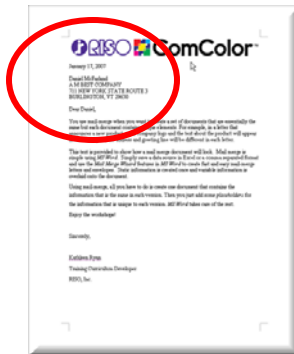 RISO ComColor
January 17, 2007
Daniel McFarland
A M BEST COMPANY
711 NEW YORK STATE ROUTE 3
BURLINGTON, VT 29650
Dear Daniel,
You use mail merge when you want to create a set of documents that are essentially the
same but each document contains unique elements. For example, in a letter that
announces a new product, your company logo and the text about the product will appear
in each letter, and the address and greeting line will be different in each letter.
This text is provided to show how a mail merge document will look. Mail merge is
simple using MS Word. Simply save a data source in Excel or a comma separated format
and use the Mail Merge Wizard feature in MS Word to create fast and easy mail merge
letters and envelopes. Static information is created once and variable information is
overlaid onto the document.
Using mail merge, all you have to do is create one document that contains the
information that is the same in each version. Then you just add some placeholders for
the information that is unique to each version. MS Word takes care of the rest.
Enjoy the workshops!
Sincerely,
Kathleen Ryan
Training Curriculum Developer
RISO, Inc.